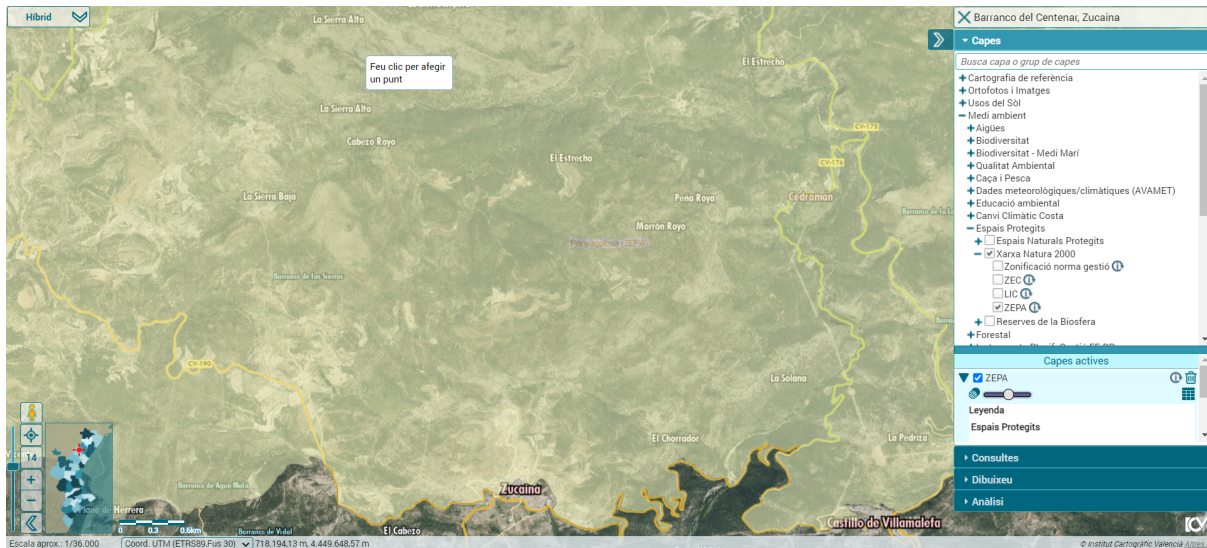 Híbrid
La Sierra Alta
Barranco del Centenar, Zucaina
Capes
Feu clic per afegir
un punt
El Estrecho
Busca capa o grup de capes
Cartografia de referència
Ortofotos i Imatges
Usos del Sòl
Medi ambient
Aigües
Biodiversitat
Biodiversitat - Medi Marí
Qualitat Ambiental
Caça i Pesca
Dades meteorològiques/climàtiques (AVAMET)
Educació ambiental
Canvi Climàtic Costa
Espais Protegits
Espais Naturals Protegits
Xarxa Natura 2000
Zonificació norma gestió
ZEC
LIC
ZEPA
Reserves de la Biosfera
Forestal
La Sierra Alta
Cabezo Royo
CV-173
El Estrecho
CV-176
La Sierra Baja
Peña Roya
Cedramán
Morrón Royo
Penyagolosa (ZEPA)
Barranco de las Sierras
CV-190
La Solana
El Chorrador
La Pedriza
Capes actives
ZEPA
Leyenda
Espais Protegits
Consultes
Dibuixeu
Anàlisi
14
Barranco de Agua Mala
Zucaina
Plano de Herrera
0 0.3 0.6km
Barranco de Vidal
El Cabezo
Castillo de Villamalefa
Escala aprox.: 1/36.000
Coord. UTM (ETRS89.Fus 30)
718.194,13 m, 4.449.648,57 m
© Institut Cartogràfic Valencià Altres